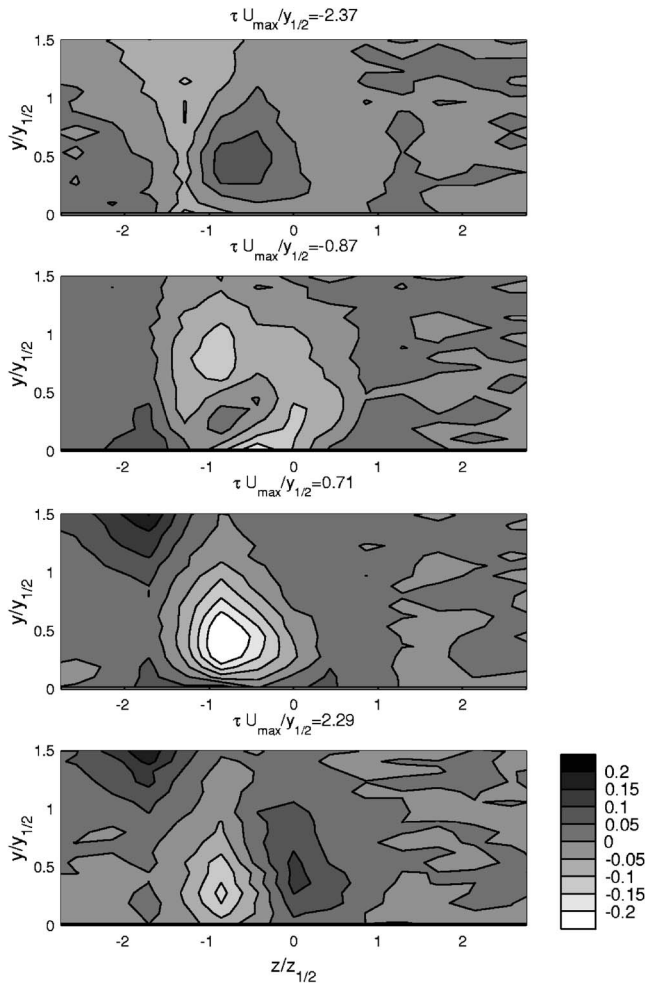 τ U_max/y_1/2=-2.37
1.5
1
0.5
0
y/y_1/2
-2 -1 0 1 2
τ U_max/y_1/2=-0.87
1.5
1
0.5
0
y/y_1/2
-2 -1 0 1 2
τ U_max/y_1/2=0.71
1.5
1
0.5
0
y/y_1/2
-2 -1 0 1 2
τ U_max/y_1/2=2.29
1.5
1
0.5
0
y/y_1/2
-2 -1 0 1 2
z/z_1/2
0.2
0.15
0.1
0.05
0
-0.05
-0.1
-0.15
-0.2